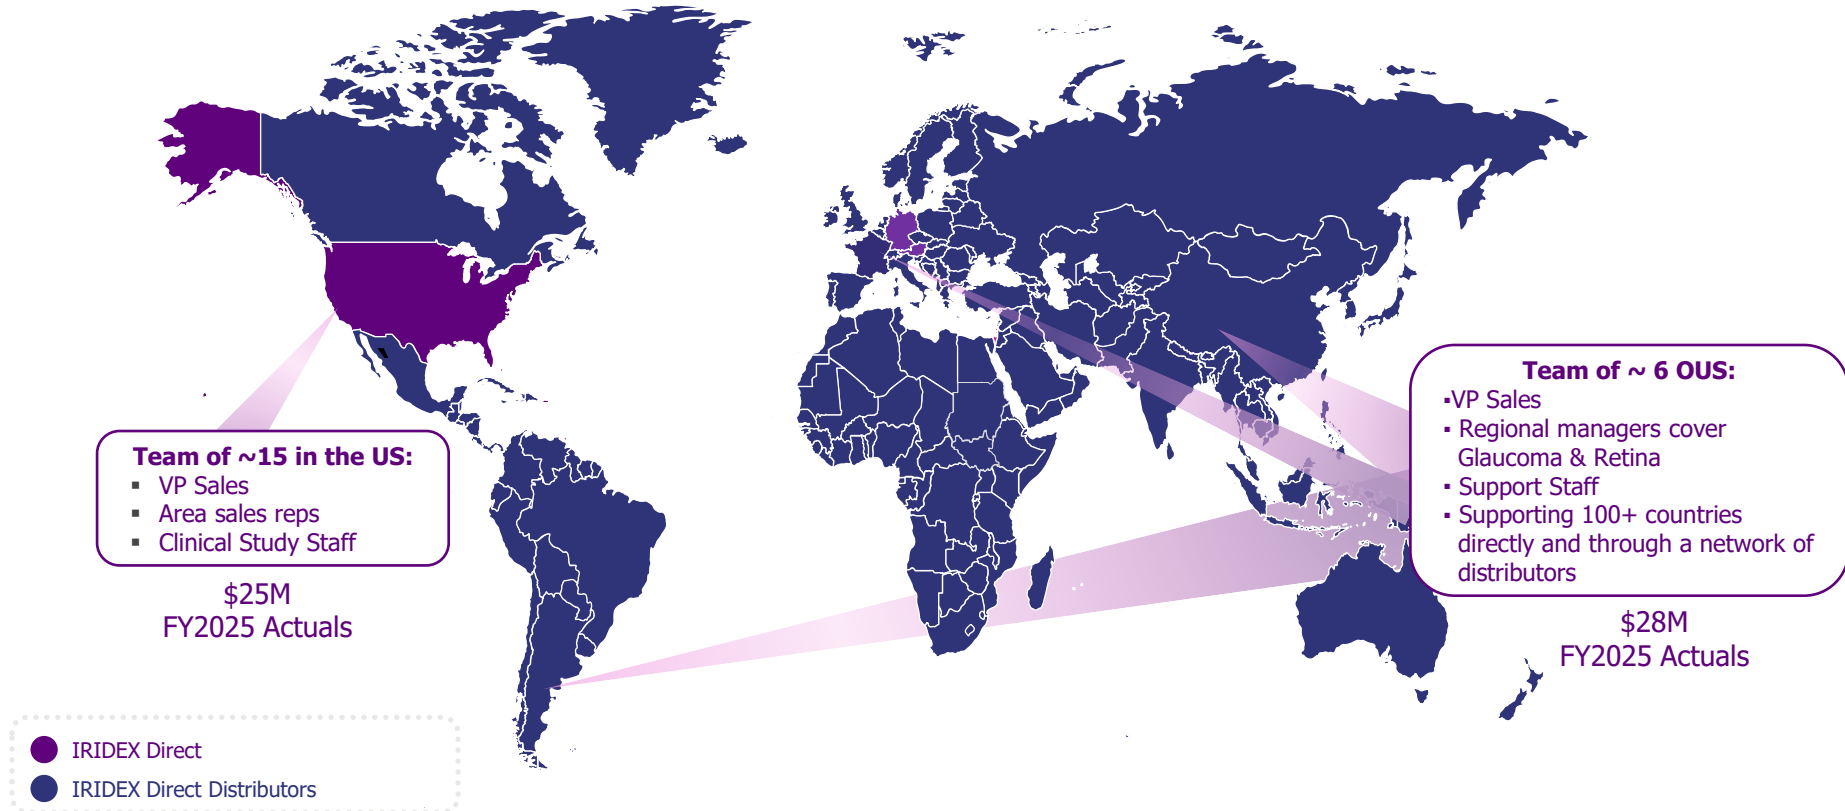 Team of ~15 in the US:
▪ VP Sales
▪ Area sales reps
▪ Clinical Study Staff
$25M
FY2025 Actuals
Team of ~ 6 OUS:
▪VP Sales
▪ Regional managers cover
Glaucoma & Retina
▪ Support Staff
▪ Supporting 100+ countries
directly and through a network of
distributors
$28M
FY2025 Actuals
IRIDEX Direct
IRIDEX Direct Distributors